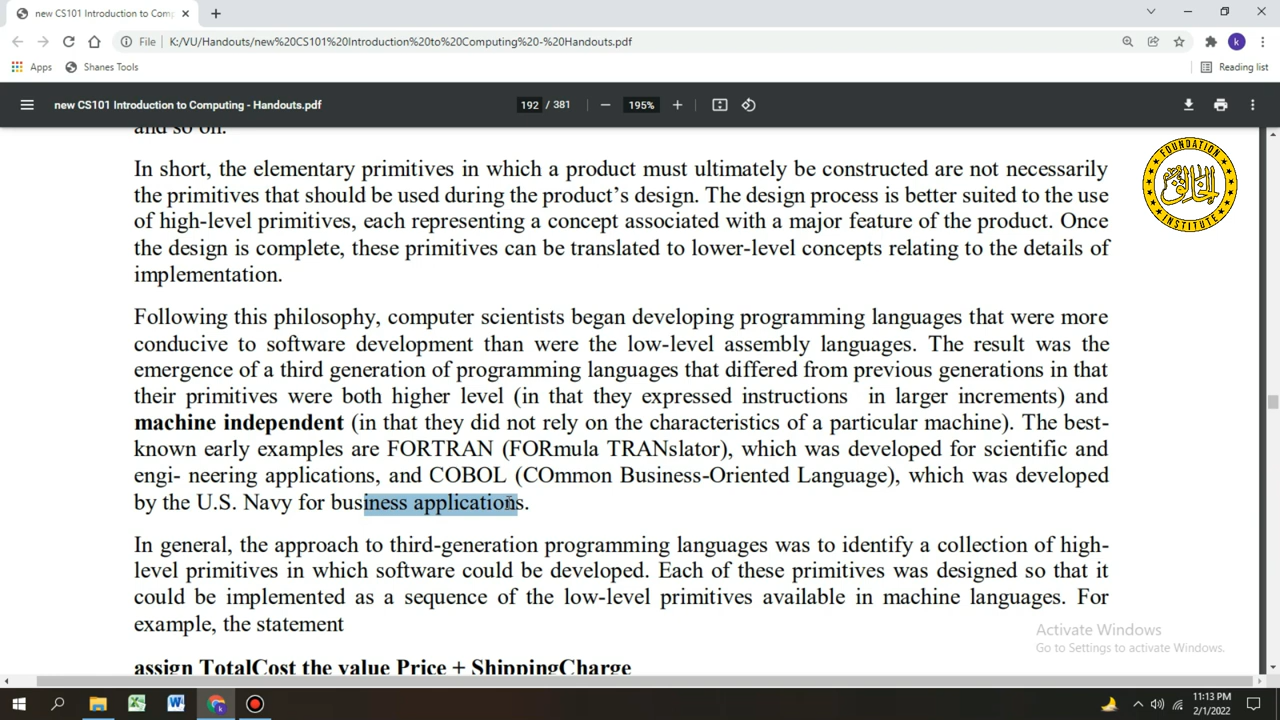 new CS101 Introduction to Comp
File K:/VU/Handouts/new%20CS101%20Introduction%20to%20Computing%20-%20Handouts.pdf
Apps Shanes Tools Reading list
new CS101 Introduction to Computing - Handouts.pdf 192 / 381 195%
and so on.
FOUNDATION
INSTITUTE
In short, the elementary primitives in which a product must ultimately be constructed are not necessarily
the primitives that should be used during the product’s design. The design process is better suited to the use
of high-level primitives, each representing a concept associated with a major feature of the product. Once
the design is complete, these primitives can be translated to lower-level concepts relating to the details of
implementation.
Following this philosophy, computer scientists began developing programming languages that were more
conducive to software development than were the low-level assembly languages. The result was the
emergence of a third generation of programming languages that differed from previous generations in that
their primitives were both higher level (in that they expressed instructions in larger increments) and
machine independent (in that they did not rely on the characteristics of a particular machine). The best-
known early examples are FORTRAN (FORmula TRANslator), which was developed for scientific and
engi- neering applications, and COBOL (COmmon Business-Oriented Language), which was developed
by the U.S. Navy for business applications.
In general, the approach to third-generation programming languages was to identify a collection of high-
level primitives in which software could be developed. Each of these primitives was designed so that it
could be implemented as a sequence of the low-level primitives available in machine languages. For
example, the statement
assign TotalCost the value Price + ShippingCharge
Activate Windows
Go to Settings to activate Windows.
11:13 PM
2/1/2022